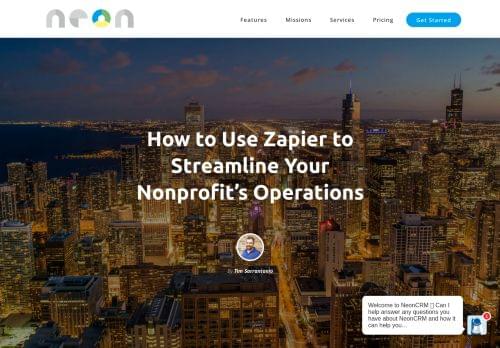 neon
Features
Missions
Services
Pricing
Get Started
How to Use Zapier to
Streamline Your
Nonprofit's Operations
By Tim Sarrantonio
Welcome to NeonCRM 🏻 Can I
help answer any questions you
have about NeonCRM and how it
can help you...
1